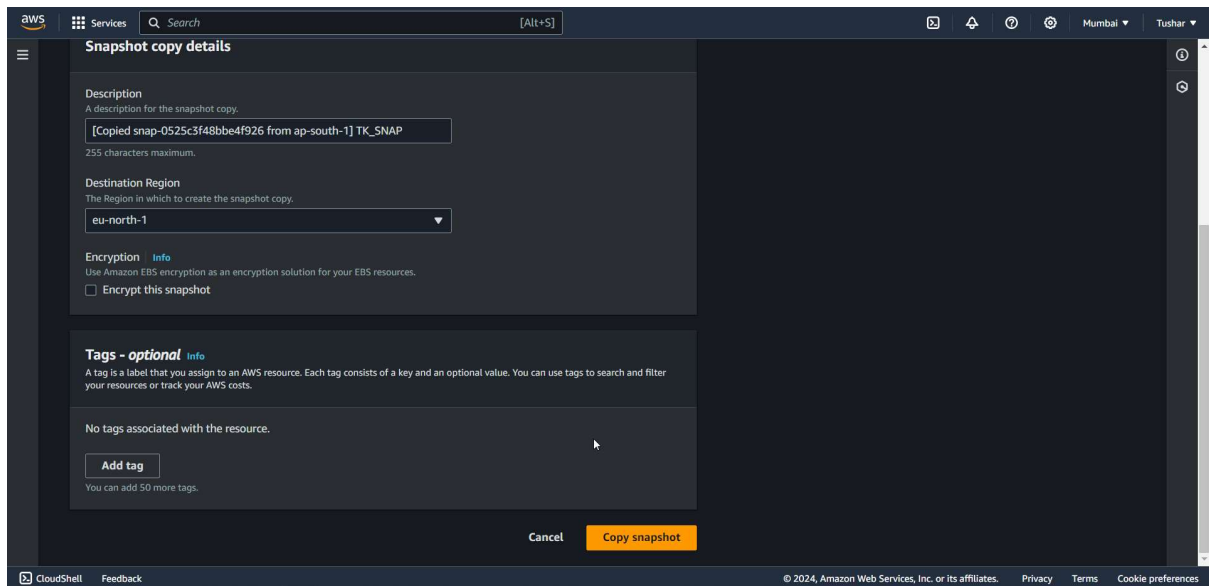 aws Services Search [Alt+S] Mumbai Tushar
Snapshot copy details
Description
A description for the snapshot copy.
[Copied snap-0525c3f48bbe4f926 from ap-south-1] TK_SNAP
255 characters maximum.
Destination Region
The Region in which to create the snapshot copy.
eu-north-1
Encryption Info
Use Amazon EBS encryption as an encryption solution for your EBS resources.
Encrypt this snapshot
Tags - optional Info
A tag is a label that you assign to an AWS resource. Each tag consists of a key and an optional value. You can use tags to search and filter
your resources or track your AWS costs.
No tags associated with the resource.
Add tag
You can add 50 more tags.
Cancel Copy snapshot
CloudShell Feedback © 2024, Amazon Web Services, Inc. or its affiliates. Privacy Terms Cookie preferences